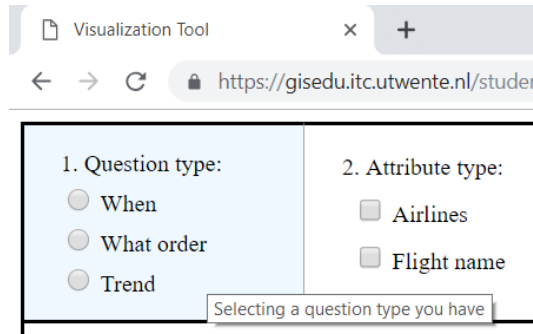 Visualization Tool
https://gisedu.itc.utwente.nl/studen
1. Question type:
When
What order
Trend
2. Attribute type:
Airlines
Flight name
Selecting a question type you have